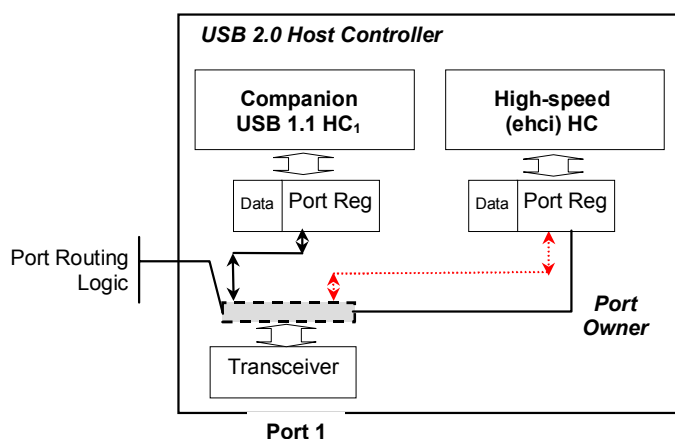 USB 2.0 Host Controller
Companion
USB 1.1 HC₁
High-speed
(ehci) HC
Data
Port Reg
Data
Port Reg
Port Routing
Logic
Port
Owner
Transceiver
Port 1